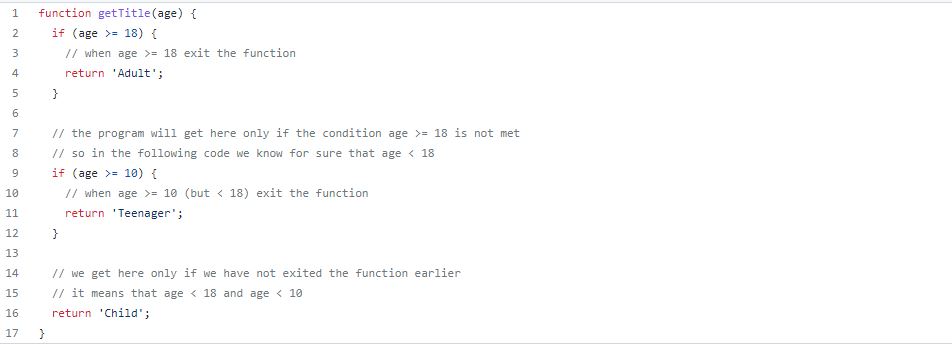 1 function getTitle(age) {
2   if (age >= 18) {
3     // when age >= 18 exit the function
4     return 'Adult';
5   }
6
7   // the program will get here only if the condition age >= 18 is not met
8   // so in the following code we know for sure that age < 18
9   if (age >= 10) {
10     // when age >= 10 (but < 18) exit the function
11     return 'Teenager';
12   }
13
14   // we get here only if we have not exited the function earlier
15   // it means that age < 18 and age < 10
16   return 'Child';
17 }